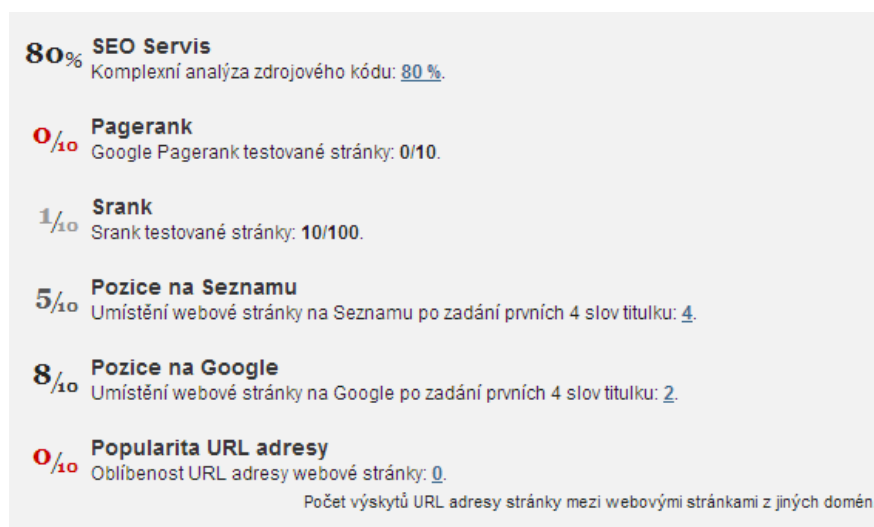 80% SEO Servis
Komplexní analýza zdrojového kódu: 80 %.
0/10 Pagerank
Google Pagerank testované stránky: 0/10.
1/10 Srank
Srank testované stránky: 10/100.
5/10 Pozice na Seznamu
Umístění webové stránky na Seznamu po zadání prvních 4 slov titulku: 4.
8/10 Pozice na Google
Umístění webové stránky na Google po zadání prvních 4 slov titulku: 2.
0/10 Popularita URL adresy
Oblíbenost URL adresy webové stránky: 0.
Počet výskytů URL adresy stránky mezi webovými stránkami z jiných domén